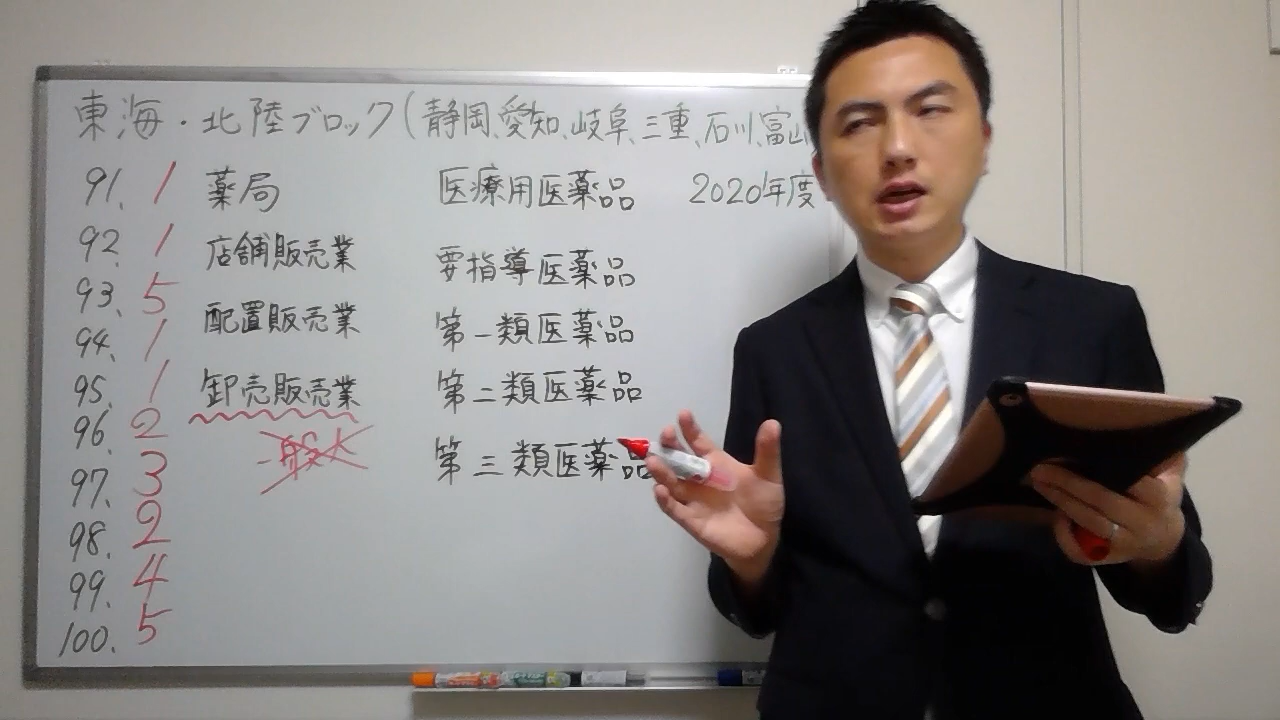 東海・北陸ブロック(静岡、愛知、岐阜、三重、石川、富山
91. 1 薬局 医療用医薬品 2020年度
92. 1 店舗販売業 要指導医薬品
93. 5 配置販売業 第一類医薬品
94. 1
95. 1 卸売販売業 第二類医薬品
96. 2 一般人 第三類医薬品
97. 3
98. 2
99. 4
100. 5